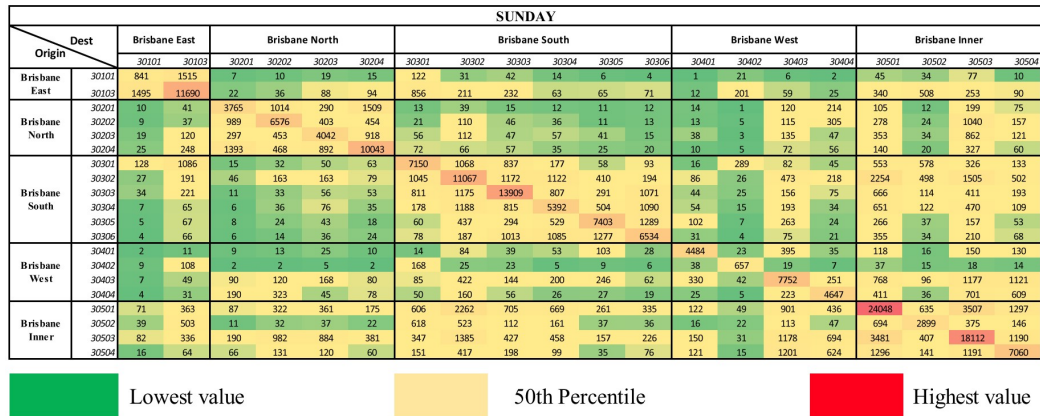 SUNDAY
Dest Brisbane East Brisbane North Brisbane South Brisbane West Brisbane Inner
Origin 30101 30103 30201 30202 30203 30204 30301 30302 30303 30304 30305 30306 30401 30402 30403 30404 30501 30502 30503 30504
Brisbane East
30101 841 1515 7 10 19 15 122 31 42 14 6 4 1 21 6 2 45 34 77 10
30103 1495 11690 22 36 88 94 856 211 232 63 65 71 12 201 59 25 340 508 253 90
Brisbane North
30201 10 41 3765 1014 290 1509 13 39 15 12 11 12 14 1 120 214 105 12 199 75
30202 9 37 989 6576 403 454 21 110 46 36 11 13 13 5 115 305 278 24 1040 157
30203 19 120 297 453 4042 918 56 112 47 57 41 15 38 3 135 47 353 34 862 121
30204 25 248 1393 468 892 10043 72 66 57 35 25 20 10 5 72 56 140 20 327 60
Brisbane South
30301 128 1086 15 32 50 63 7150 1068 837 177 58 93 16 289 82 45 553 578 326 133
30302 27 191 46 163 163 79 1045 11067 1172 1122 410 194 86 26 473 218 2254 498 1505 502
30303 34 221 11 33 56 53 811 1175 13909 807 291 1071 44 25 156 75 666 114 411 193
30304 7 65 6 36 76 35 178 1188 815 5392 504 1090 54 15 193 34 651 122 470 109
30305 5 67 8 24 43 18 60 437 294 529 7403 1289 102 7 263 24 266 37 157 53
30306 4 66 6 14 36 24 78 187 1013 1085 1277 6534 31 4 75 21 355 34 210 68
Brisbane West
30401 2 11 9 13 25 10 14 84 39 53 103 28 4484 23 395 35 118 16 150 130
30402 9 108 2 2 5 2 168 25 23 5 9 6 38 657 19 7 37 15 18 14
30403 7 49 90 120 168 80 85 422 144 200 246 62 330 42 7752 251 768 96 1177 1121
30404 4 31 190 323 45 78 50 160 56 26 27 19 25 5 223 4647 411 36 701 609
Brisbane Inner
30501 71 363 87 322 361 175 606 2262 705 669 261 335 122 49 901 436 24048 635 3507 1297
30502 39 503 11 32 37 22 618 523 112 161 37 36 16 22 113 47 694 2899 375 146
30503 82 336 190 982 884 381 347 1385 427 458 157 226 150 31 1178 694 3481 407 18112 1190
30504 16 64 66 131 120 60 151 417 198 99 35 76 121 15 1201 624 1296 141 1191 7060
Lowest value 50th Percentile Highest value